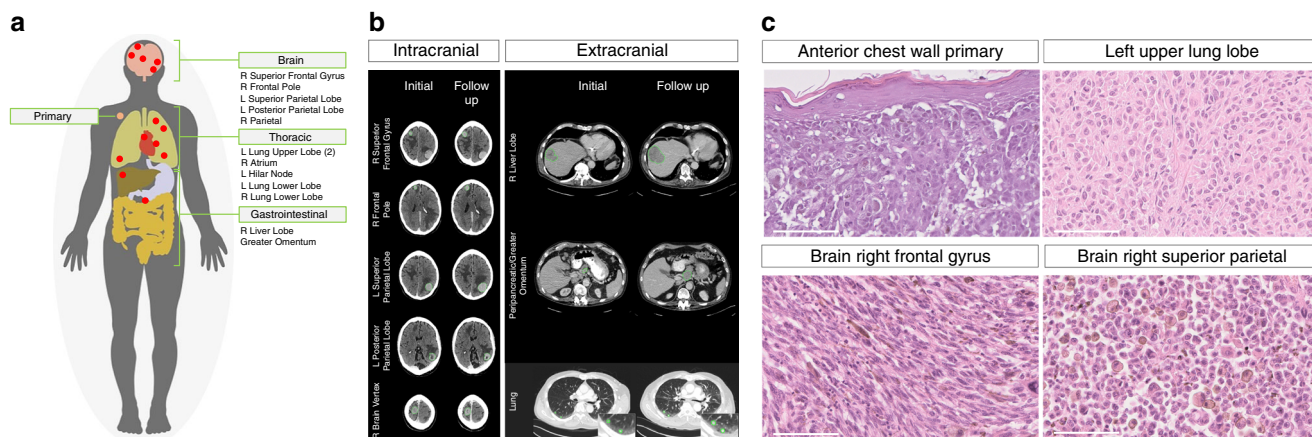 a
Brain
R Superior Frontal Gyrus
R Frontal Pole
L Superior Parietal Lobe
L Posterior Parietal Lobe
R Parietal
Primary
Thoracic
L Lung Upper Lobe (2)
R Atrium
L Hilar Node
L Lung Lower Lobe
R Lung Lower Lobe
Gastrointestinal
R Liver Lobe
Greater Omentum
b
Intracranial
Extracranial
Initial
Follow
up
Initial
Follow up
R Superior
Frontal Gyrus
R Frontal
Pole
L Superior
Parietal Lobe
L Posterior
Parietal Lobe
R Brain Vertex
R Liver Lobe
Peripancreatic/Greater
Omentum
Lung
c
Anterior chest wall primary
Left upper lung lobe
Brain right frontal gyrus
Brain right superior parietal